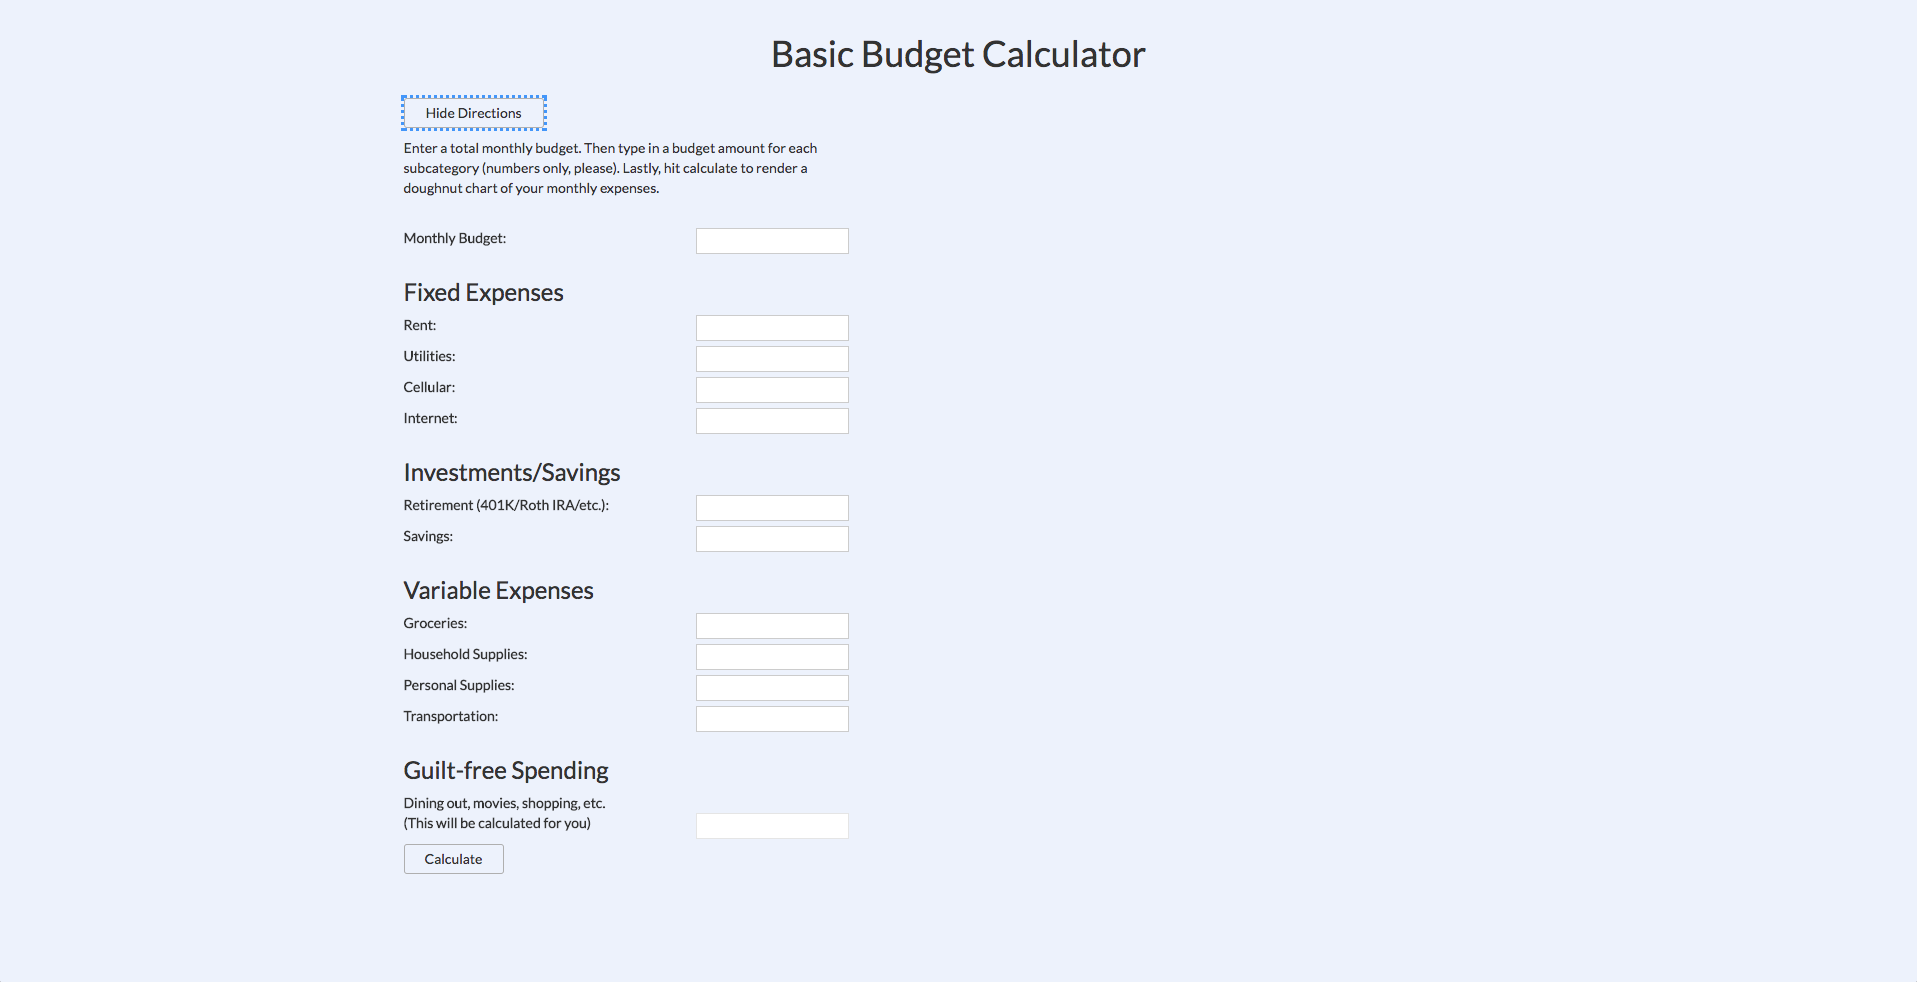 Basic Budget Calculator
Hide Directions
Enter a total monthly budget. Then type in a budget amount for each
subcategory (numbers only, please). Lastly, hit calculate to render a
doughnut chart of your monthly expenses.
Monthly Budget:
Fixed Expenses
Rent:
Utilities:
Cellular:
Internet:
Investments/Savings
Retirement (401K/Roth IRA/etc.):
Savings:
Variable Expenses
Groceries:
Household Supplies:
Personal Supplies:
Transportation:
Guilt-free Spending
Dining out, movies, shopping, etc.
(This will be calculated for you)
Calculate